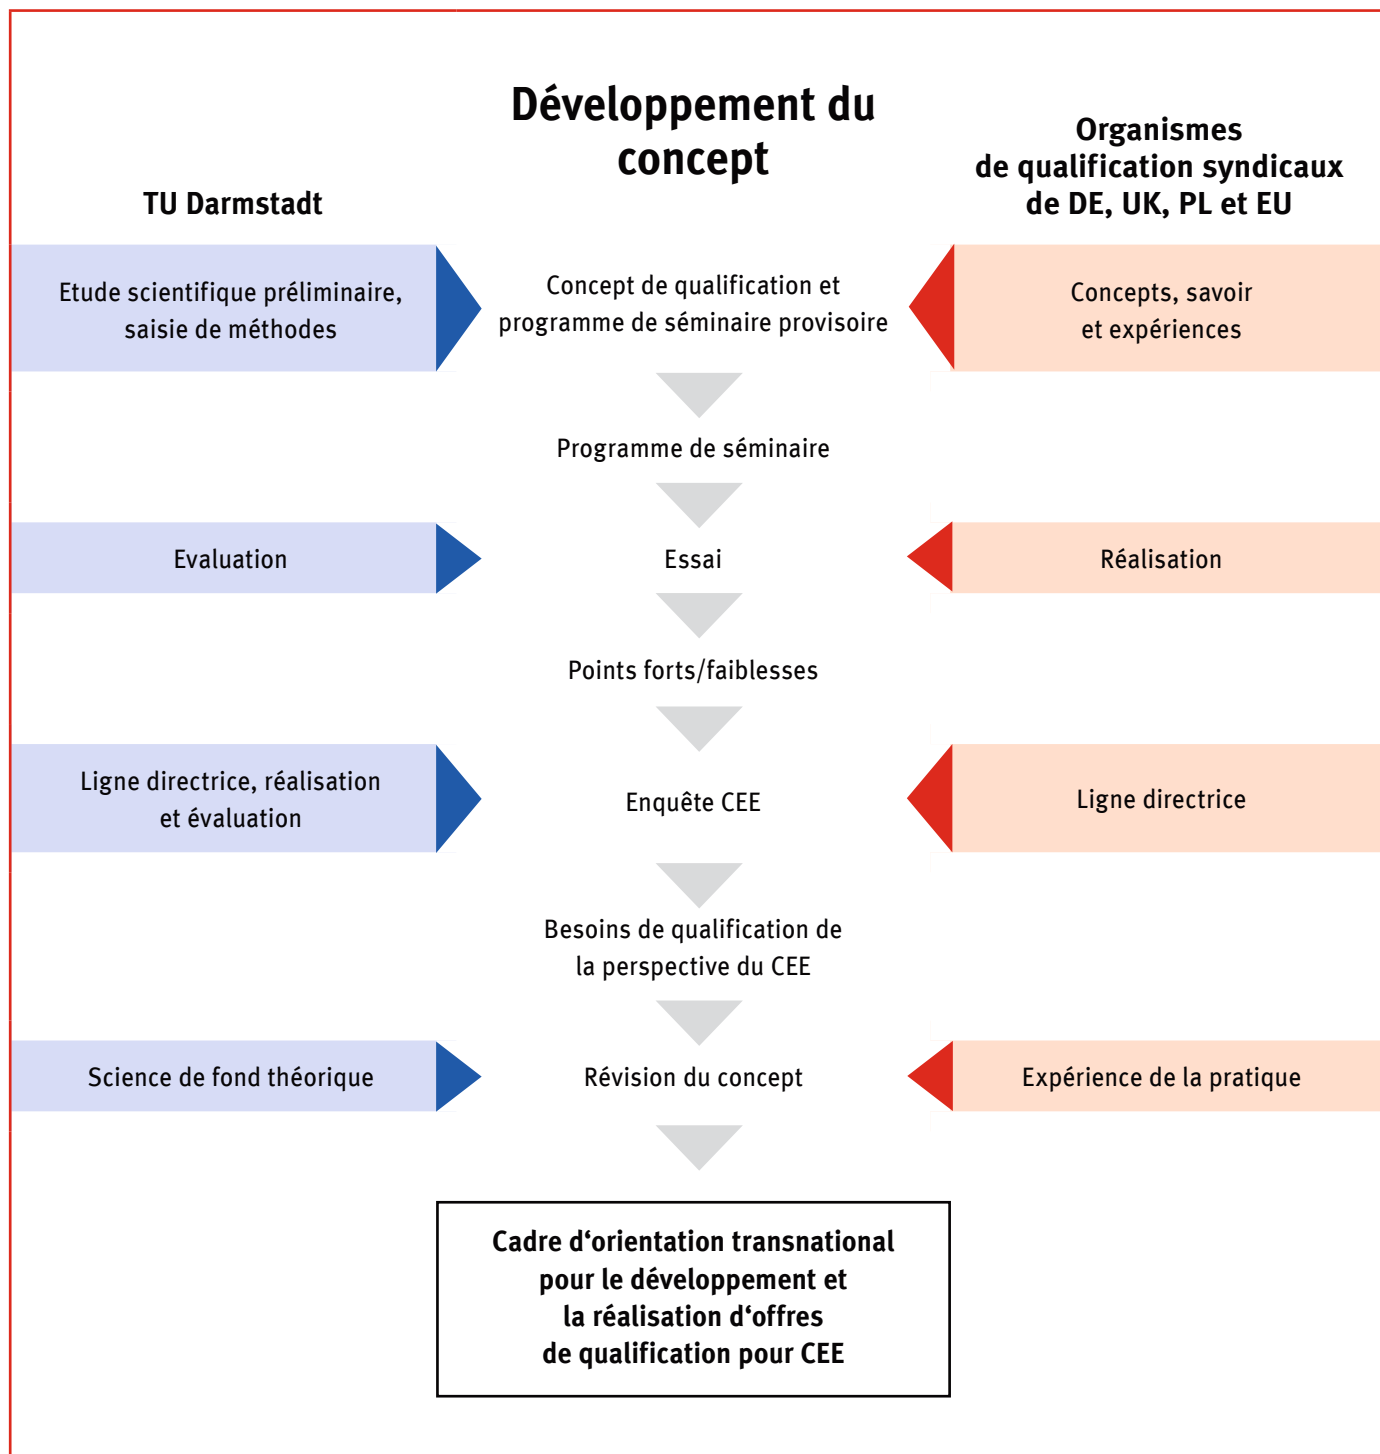 Développement du
concept
TU Darmstadt
Organismes
de qualification syndicaux
de DE, UK, PL et EU
Etude scientifique préliminaire,
saisie de méthodes
Concept de qualification et
programme de séminaire provisoire
Concepts, savoir
et expériences
Programme de séminaire
Evaluation
Essai
Réalisation
Points forts/faiblesses
Ligne directrice, réalisation
et évaluation
Enquête CEE
Ligne directrice
Besoins de qualification de
la perspective du CEE
Science de fond théorique
Révision du concept
Expérience de la pratique
Cadre d‘orientation transnational
pour le développement et
la réalisation d‘offres
de qualification pour CEE